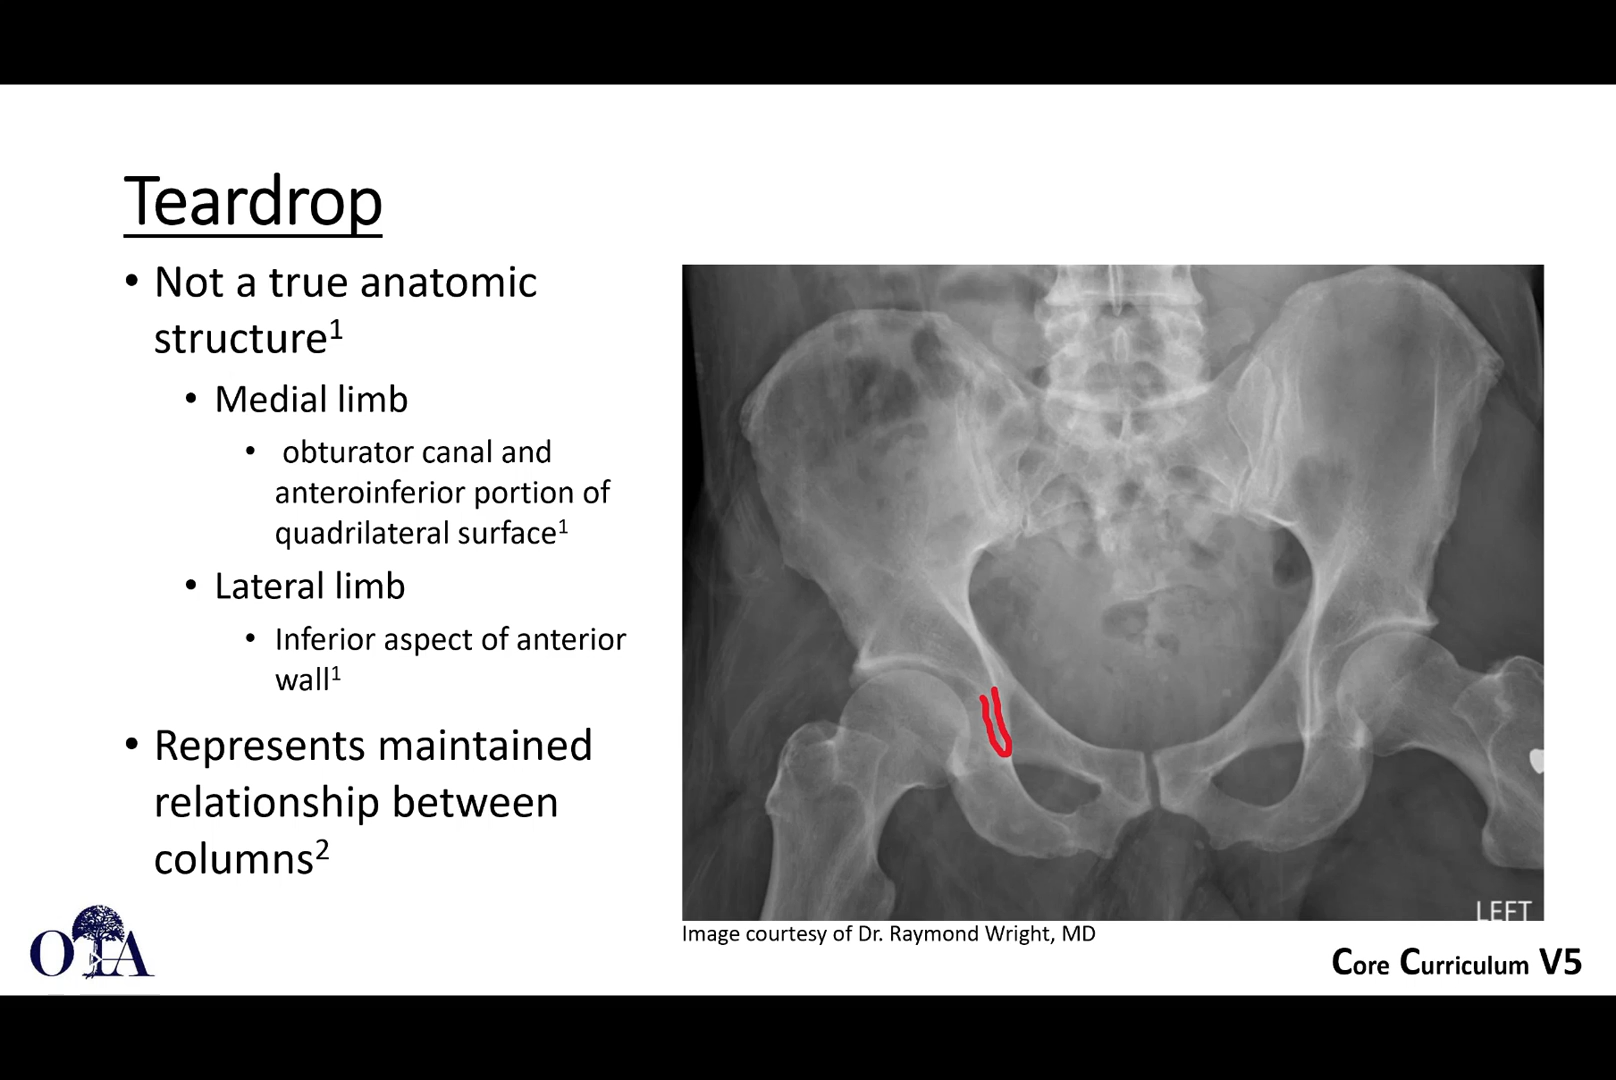 Teardrop
• Not a true anatomic
structure1
• Medial limb
• obturator canal and
anteroinferior portion of
quadrilateral surface1
• Lateral limb
• Inferior aspect of anterior
wall1
• Represents maintained
relationship between
columns2
LEFT
Image courtesy of Dr. Raymond Wright, MD
OTA
Core Curriculum V5